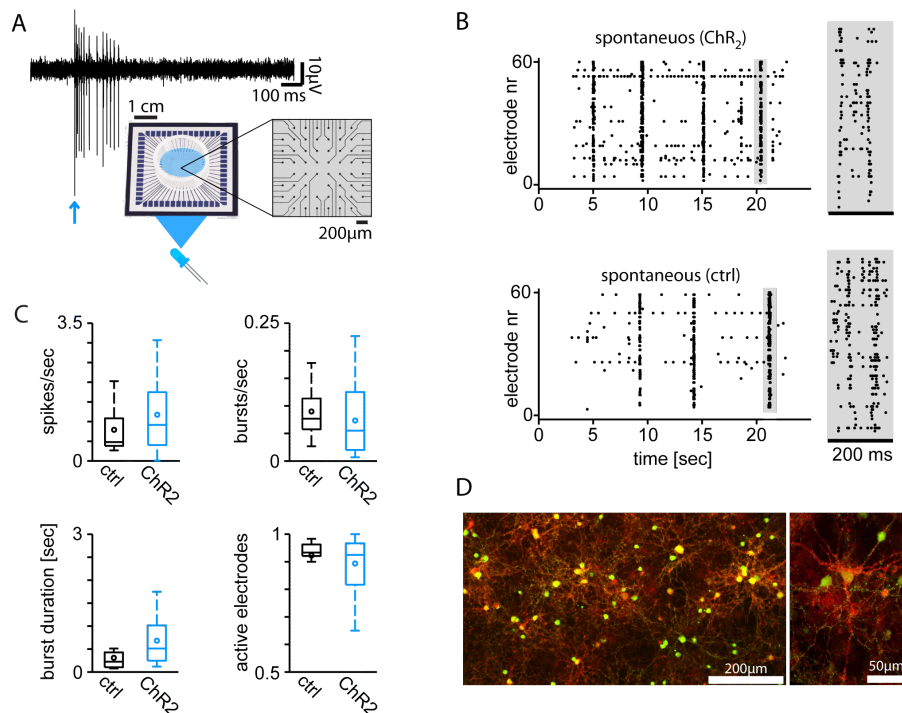 A
10µV
100 ms
1 cm
200µm
B
spontaneuos (ChR2)
60
electrode nr
0
0
5
10
15
20
spontaneous (ctrl)
60
electrode nr
0
0
5
10
15
20
time [sec]
200 ms
C
3.5
spikes/sec
0
ctrl
ChR2
0.25
bursts/sec
0
ctrl
ChR2
3
burst duration [sec]
0
ctrl
ChR2
1
active electrodes
0.5
ctrl
ChR2
D
200µm
50µm